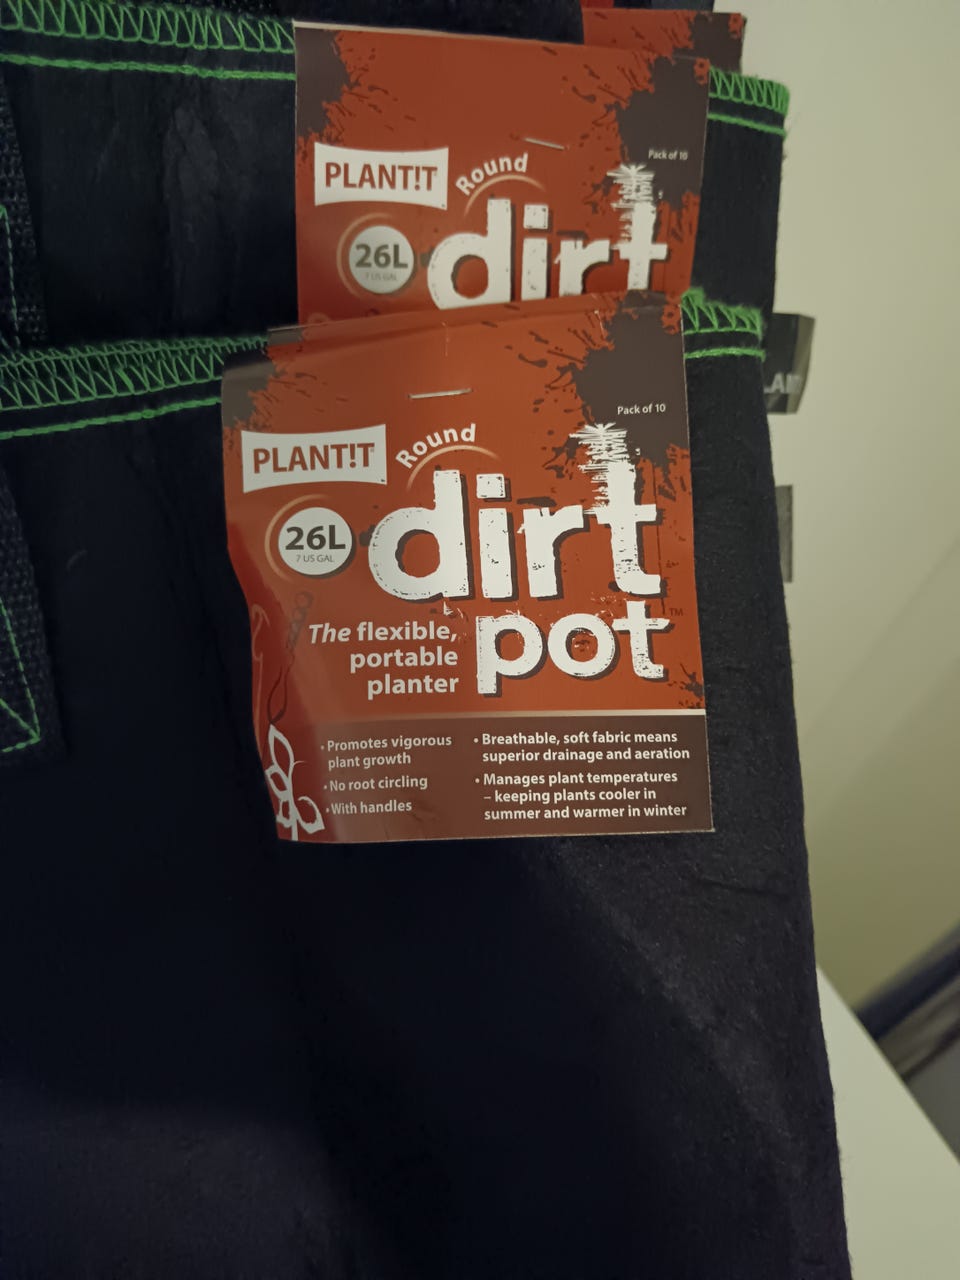 Pack of 10
PLANT!T
Round
26L
7 US GAL
dirt
Pack of 10
PLANT!T
Round
26L
7 US GAL
dirt
pot™
The flexible,
portable
planter
• Promotes vigorous
plant growth
• No root circling
• With handles
• Breathable, soft fabric means
superior drainage and aeration
• Manages plant temperatures
– keeping plants cooler in
summer and warmer in winter